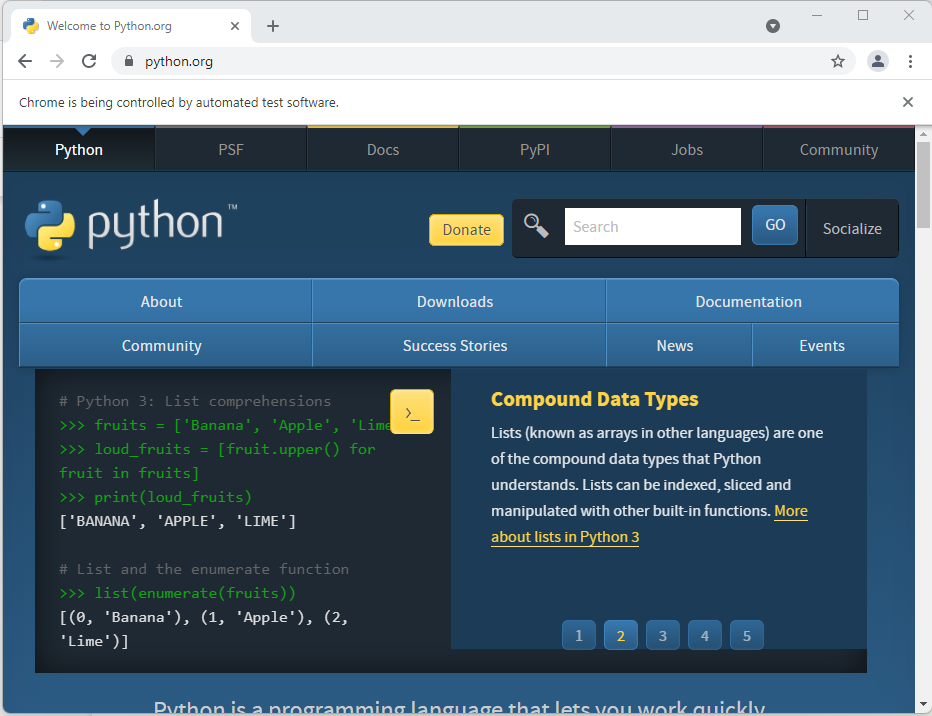 Welcome to Python.org
python.org
Chrome is being controlled by automated test software.
Python PSF Docs PyPI Jobs Community
python™
Donate Search GO Socialize
About Downloads Documentation
Community Success Stories News Events
# Python 3: List comprehensions
>>> fruits = ['Banana', 'Apple', 'Lime
>_
>>> loud_fruits = [fruit.upper() for
fruit in fruits]
>>> print(loud_fruits)
['BANANA', 'APPLE', 'LIME']
# List and the enumerate function
>>> list(enumerate(fruits))
[(0, 'Banana'), (1, 'Apple'), (2,
'Lime')]
Compound Data Types
Lists (known as arrays in other languages) are one
of the compound data types that Python
understands. Lists can be indexed, sliced and
manipulated with other built-in functions. More
about lists in Python 3
1 2 3 4 5
Python is a programming language that lets you work quickly